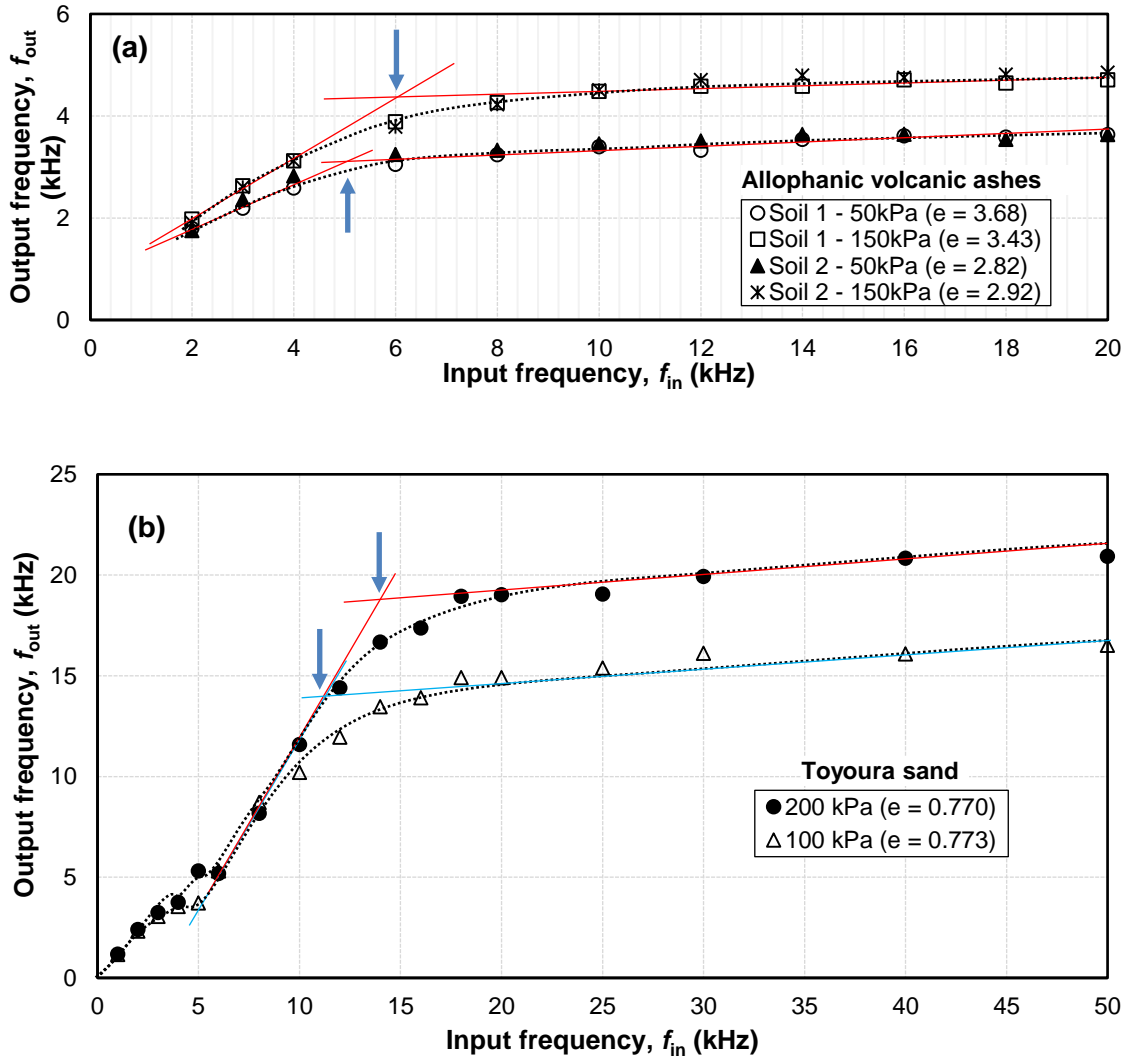 (a)
Output frequency, fout
(kHz)
6
4
2
0
Allophanic volcanic ashes
Soil 1 - 50kPa (e = 3.68)
Soil 1 - 150kPa (e = 3.43)
Soil 2 - 50kPa (e = 2.82)
Soil 2 - 150kPa (e = 2.92)
0 2 4 6 8 10 12 14 16 18 20
Input frequency, fin (kHz)
(b)
Output frequency, fout (kHz)
25
20
15
10
5
0
Toyoura sand
200 kPa (e = 0.770)
100 kPa (e = 0.773)
0 5 10 15 20 25 30 35 40 45 50
Input frequency, fin (kHz)